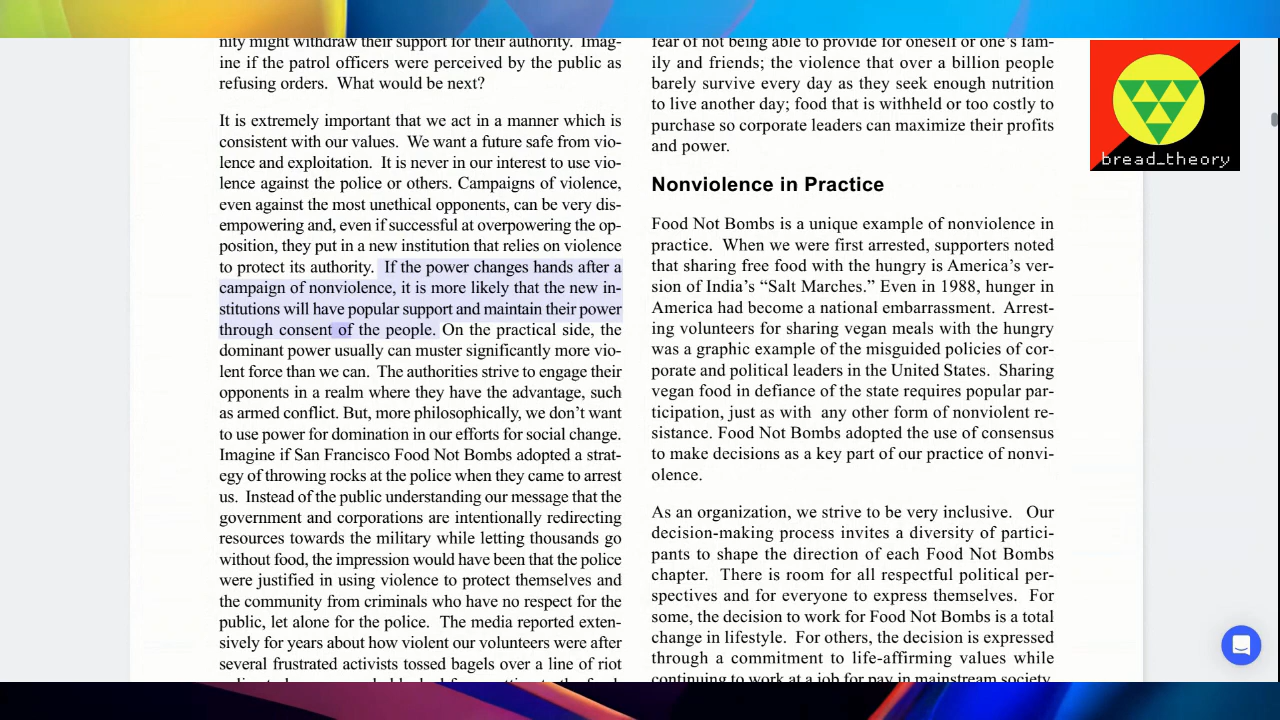 nity might withdraw their support for their authority.  Imag-
ine if the patrol officers were perceived by the public as
refusing orders.  What would be next?
It is extremely important that we act in a manner which is
consistent with our values.  We want a future safe from vio-
lence and exploitation.  It is never in our interest to use vio-
lence against the police or others. Campaigns of violence,
even against the most unethical opponents, can be very dis-
empowering and, even if successful at overpowering the op-
position, they put in a new institution that relies on violence
to protect its authority.  If the power changes hands after a
campaign of nonviolence, it is more likely that the new in-
stitutions will have popular support and maintain their power
through consent of the people.  On the practical side, the
dominant power usually can muster significantly more vio-
lent force than we can.  The authorities strive to engage their
opponents in a realm where they have the advantage, such
as armed conflict. But, more philosophically, we don't want
to use power for domination in our efforts for social change.
Imagine if San Francisco Food Not Bombs adopted a strat-
egy of throwing rocks at the police when they came to arrest
us.  Instead of the public understanding our message that the
government and corporations are intentionally redirecting
resources towards the military while letting thousands go
without food, the impression would have been that the police
were justified in using violence to protect themselves and
the community from criminals who have no respect for the
public, let alone for the police.  The media reported exten-
sively for years about how violent our volunteers were after
several frustrated activists tossed bagels over a line of riot
fear of not being able to provide for oneself or one's fam-
ily and friends; the violence that over a billion people
barely survive every day as they seek enough nutrition
to live another day; food that is withheld or too costly to
purchase so corporate leaders can maximize their profits
and power.
Nonviolence in Practice
Food Not Bombs is a unique example of nonviolence in
practice.  When we were first arrested, supporters noted
that sharing free food with the hungry is America's ver-
sion of India's “Salt Marches.” Even in 1988, hunger in
America had become a national embarrassment.  Arrest-
ing volunteers for sharing vegan meals with the hungry
was a graphic example of the misguided policies of cor-
porate and political leaders in the United States.  Sharing
vegan food in defiance of the state requires popular par-
ticipation, just as with  any other form of nonviolent re-
sistance. Food Not Bombs adopted the use of consensus
to make decisions as a key part of our practice of nonvi-
olence.
As an organization, we strive to be very inclusive.   Our
decision-making process invites a diversity of partici-
pants to shape the direction of each Food Not Bombs
chapter.  There is room for all respectful political per-
spectives and for everyone to express themselves.  For
some, the decision to work for Food Not Bombs is a total
change in lifestyle.  For others, the decision is expressed
through a commitment to life-affirming values while
continuing to work at a job for pay in mainstream society.
bread_theory